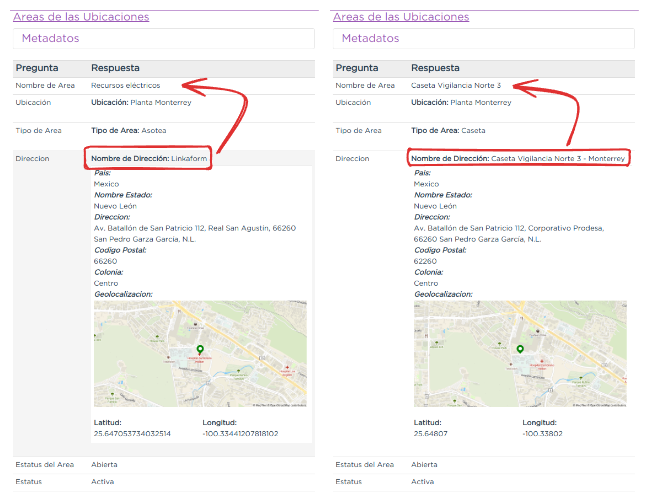 Areas de las Ubicaciones
Metadatos
Pregunta Respuesta
Nombre de Area Recursos eléctricos
Ubicación Ubicación: Planta Monterrey
Tipo de Area Tipo de Area: Asotea
Direccion Nombre de Dirección: Linkaform
Pais:
Mexico
Nombre Estado:
Nuevo León
Direccion:
Av. Batallón de San Patricio 112, Real San Agustin, 66260
San Pedro Garza García, N.L.
Codigo Postal:
66260
Colonia:
Centro
Geolocalizacion:
Latitud: Longitud:
25.647053734032514 -100.33441207818102
Estatus del Area Abierta
Estatus Activa
Areas de las Ubicaciones
Metadatos
Pregunta Respuesta
Nombre de Area Caseta Vigilancia Norte 3
Ubicación Ubicación: Planta Monterrey
Tipo de Area Tipo de Area: Caseta
Direccion Nombre de Dirección: Caseta Vigilancia Norte 3 - Monterrey
Pais:
Mexico
Nombre Estado:
Nuevo León
Direccion:
Av. Batallón de San Patricio 112, Corporativo Prodesa,
66260 San Pedro Garza García, N.L.
Codigo Postal:
62260
Colonia:
Centro
Geolocalizacion:
Latitud: Longitud:
25.64807 -100.33802
Estatus del Area Abierta
Estatus Activa